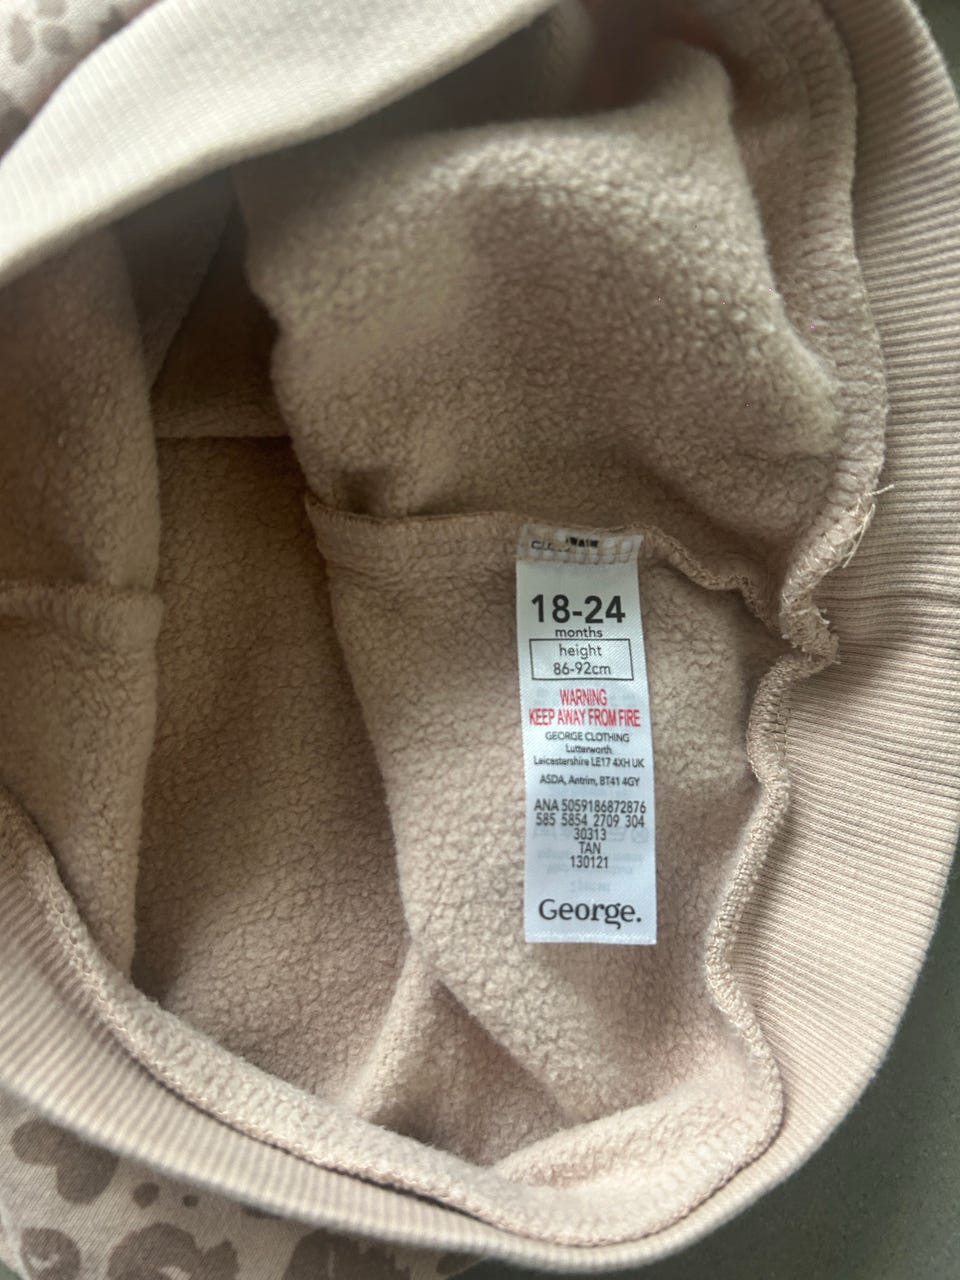 18-24
months
height
86-92cm
WARNING
KEEP AWAY FROM FIRE
GEORGE CLOTHING
Lutterworth
Leicestershire LE17 4XH UK
ASDA, Antrim, BT41 4GY
ANA 5059186872876
585 5854 2709 304
30313
TAN
130121
George.